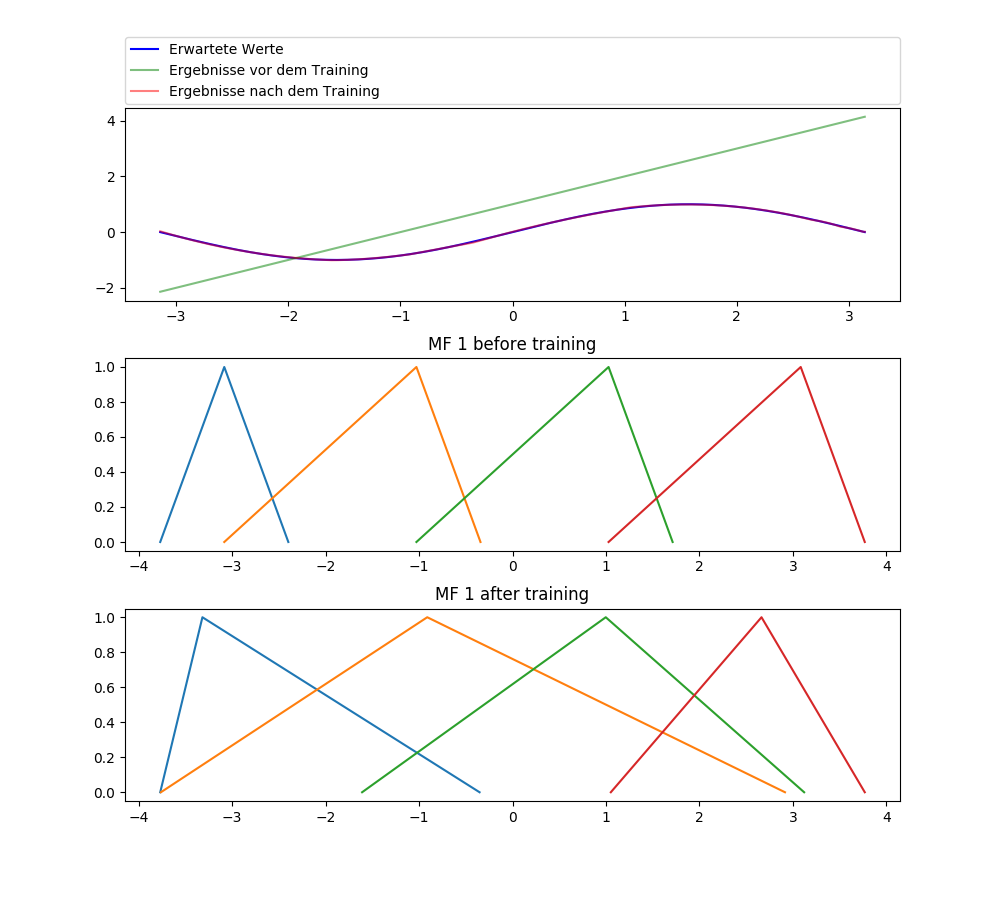 Erwartete Werte
Ergebnisse vor dem Training
Ergebnisse nach dem Training
4
2
0
−2
−3 −2 −1 0 1 2 3
MF 1 before training
1.0
0.8
0.6
0.4
0.2
0.0
−4 −3 −2 −1 0 1 2 3 4
MF 1 after training
1.0
0.8
0.6
0.4
0.2
0.0
−4 −3 −2 −1 0 1 2 3 4